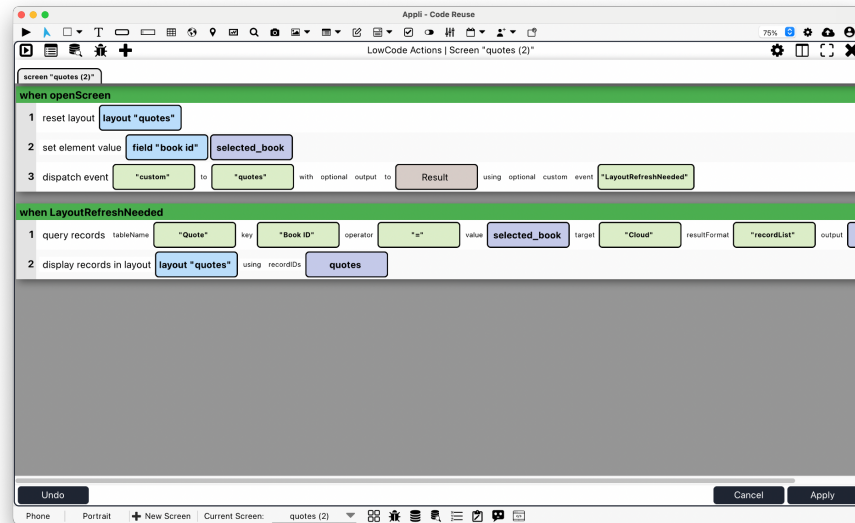 Appli - Code Reuse
T 75%
LowCode Actions | Screen "quotes (2)"
screen "quotes (2)"
when openScreen
1 reset layout layout "quotes"
2 set element value field "book id" selected_book
3 dispatch event "custom" to "quotes" with optional output to Result using optional custom event "LayoutRefreshNeeded"
when LayoutRefreshNeeded
1 query records tableName "Quote" key "Book ID" operator "=" value selected_book target "Cloud" resultFormat "recordList" output
2 display records in layout layout "quotes" using recordIDs quotes
Undo Cancel Apply
Phone Portrait New Screen Current Screen: quotes (2)